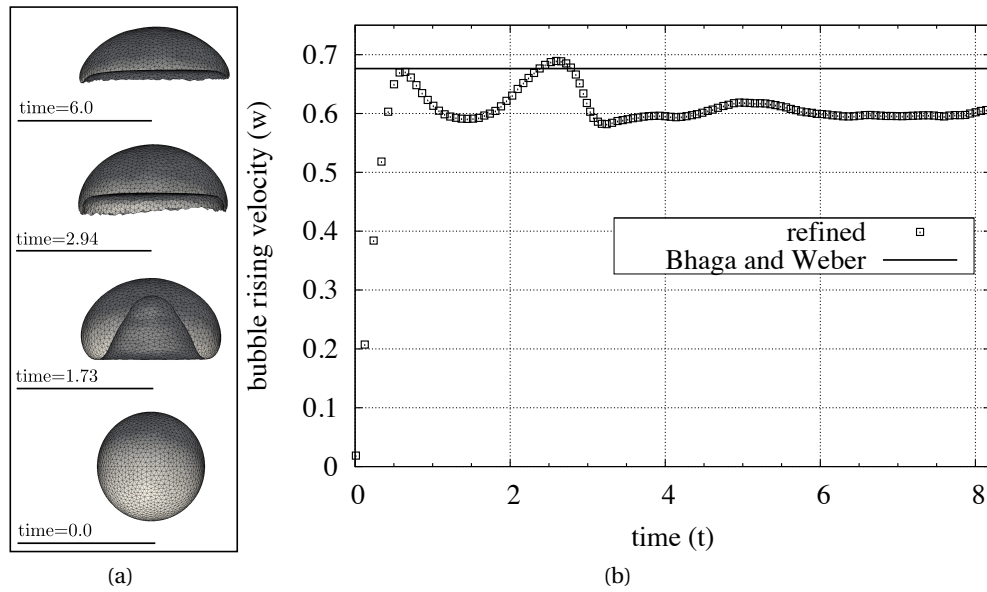 time=6.0
time=2.94
time=1.73
time=0.0
(a)
bubble rising velocity (w)
0.7
0.6
0.5
0.4
0.3
0.2
0.1
0
0 2 4 6 8
time (t)
refined
Bhaga and Weber
(b)